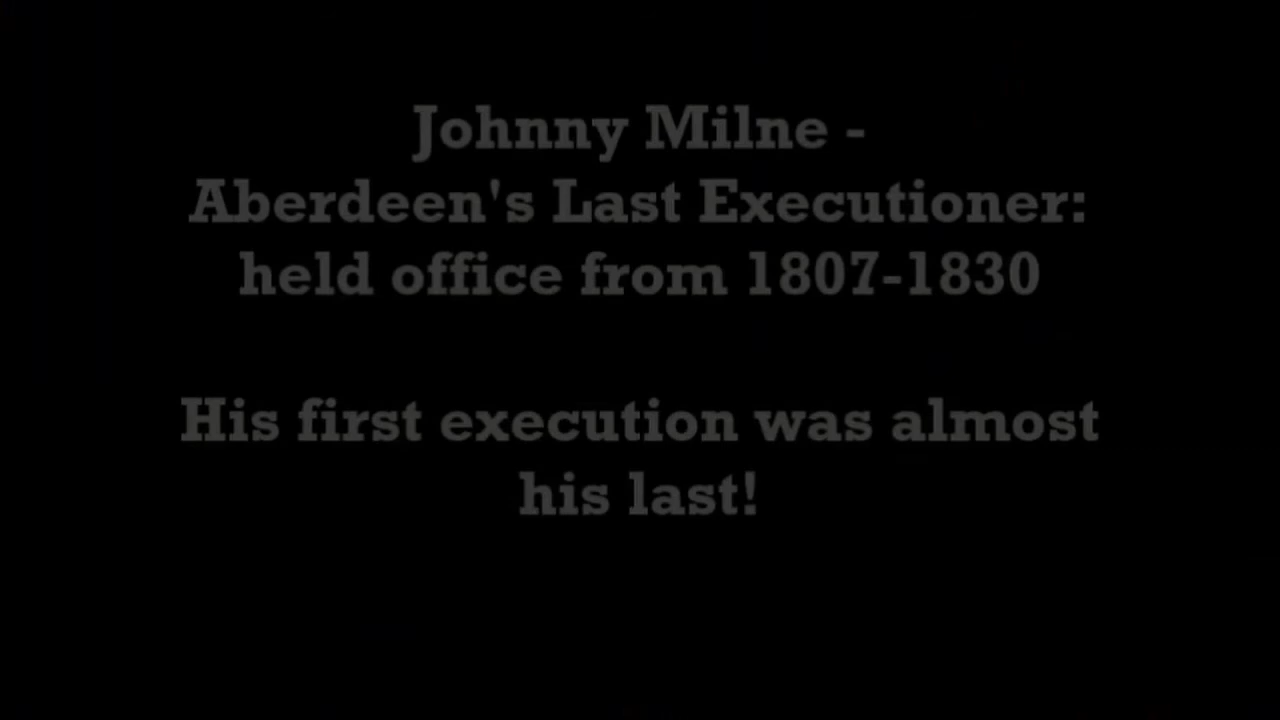 Johnny Milne -
Aberdeen's Last Executioner:
held office from 1807-1830
His first execution was almost
his last!